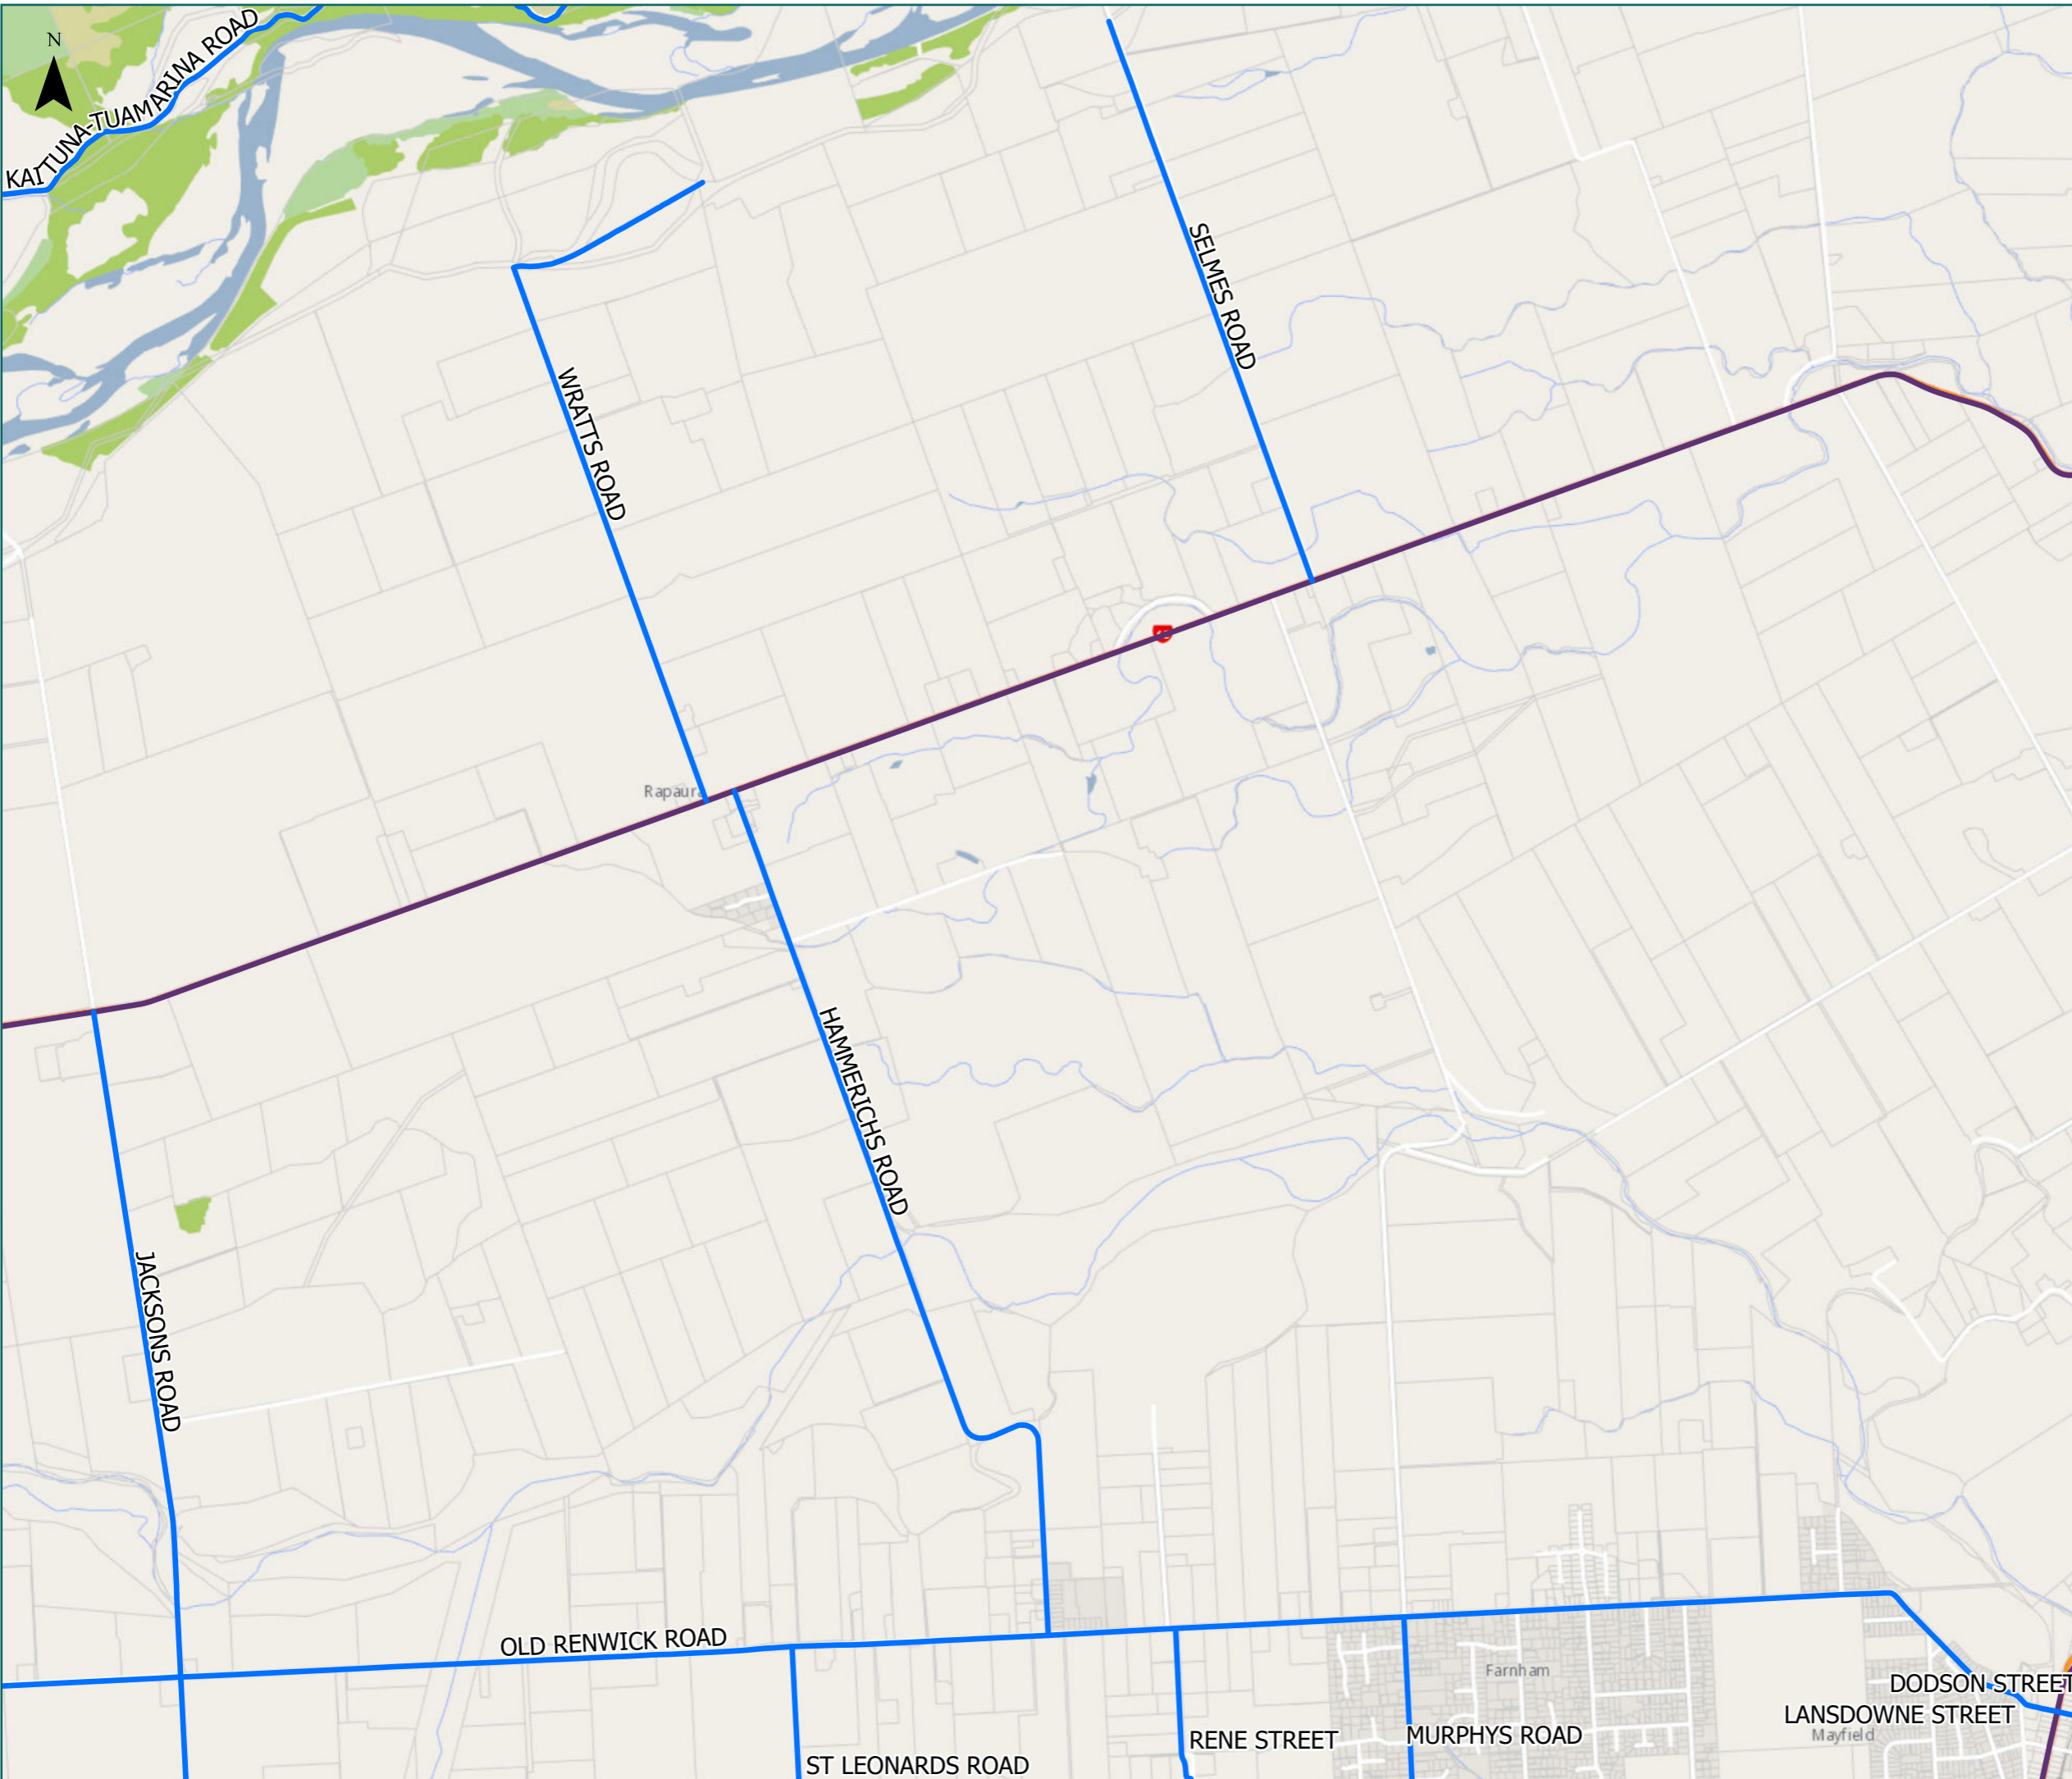 N
KAITUNA-TUAMARINA ROAD
SELMES ROAD
WRATTS ROAD
Rapaura
HAMMERICHS ROAD
JACKSONS ROAD
OLD RENWICK ROAD
Farnham
DODSON STREET
LANSDOWNE STREET
Mayfield
RENE STREET
MURPHYS ROAD
ST LEONARDS ROAD